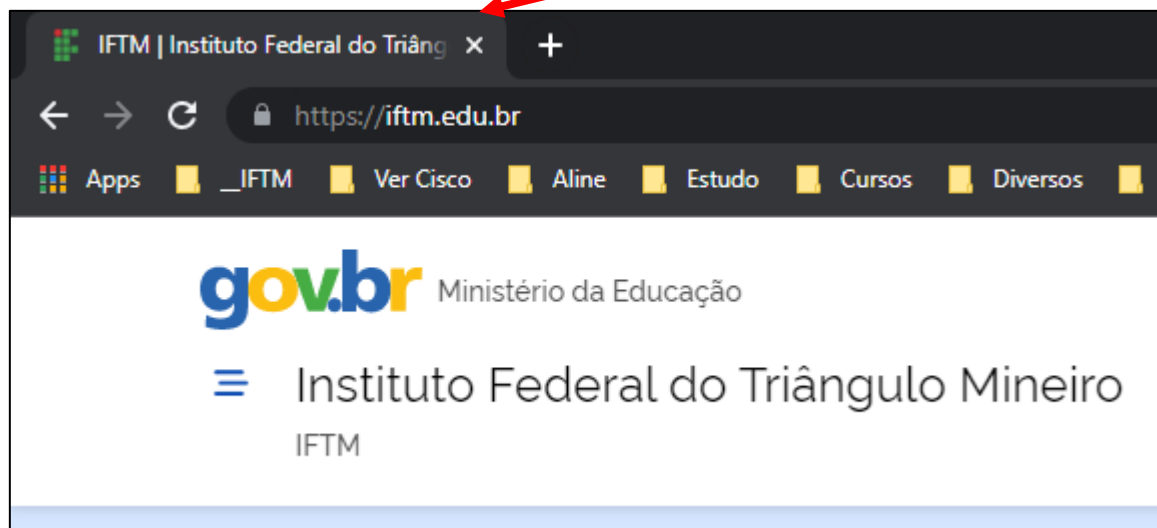 IFTM | Instituto Federal do Triâng
https://iftm.edu.br
Apps __IFTM Ver Cisco Aline Estudo Cursos Diversos
gov.br Ministério da Educação
Instituto Federal do Triângulo Mineiro
IFTM